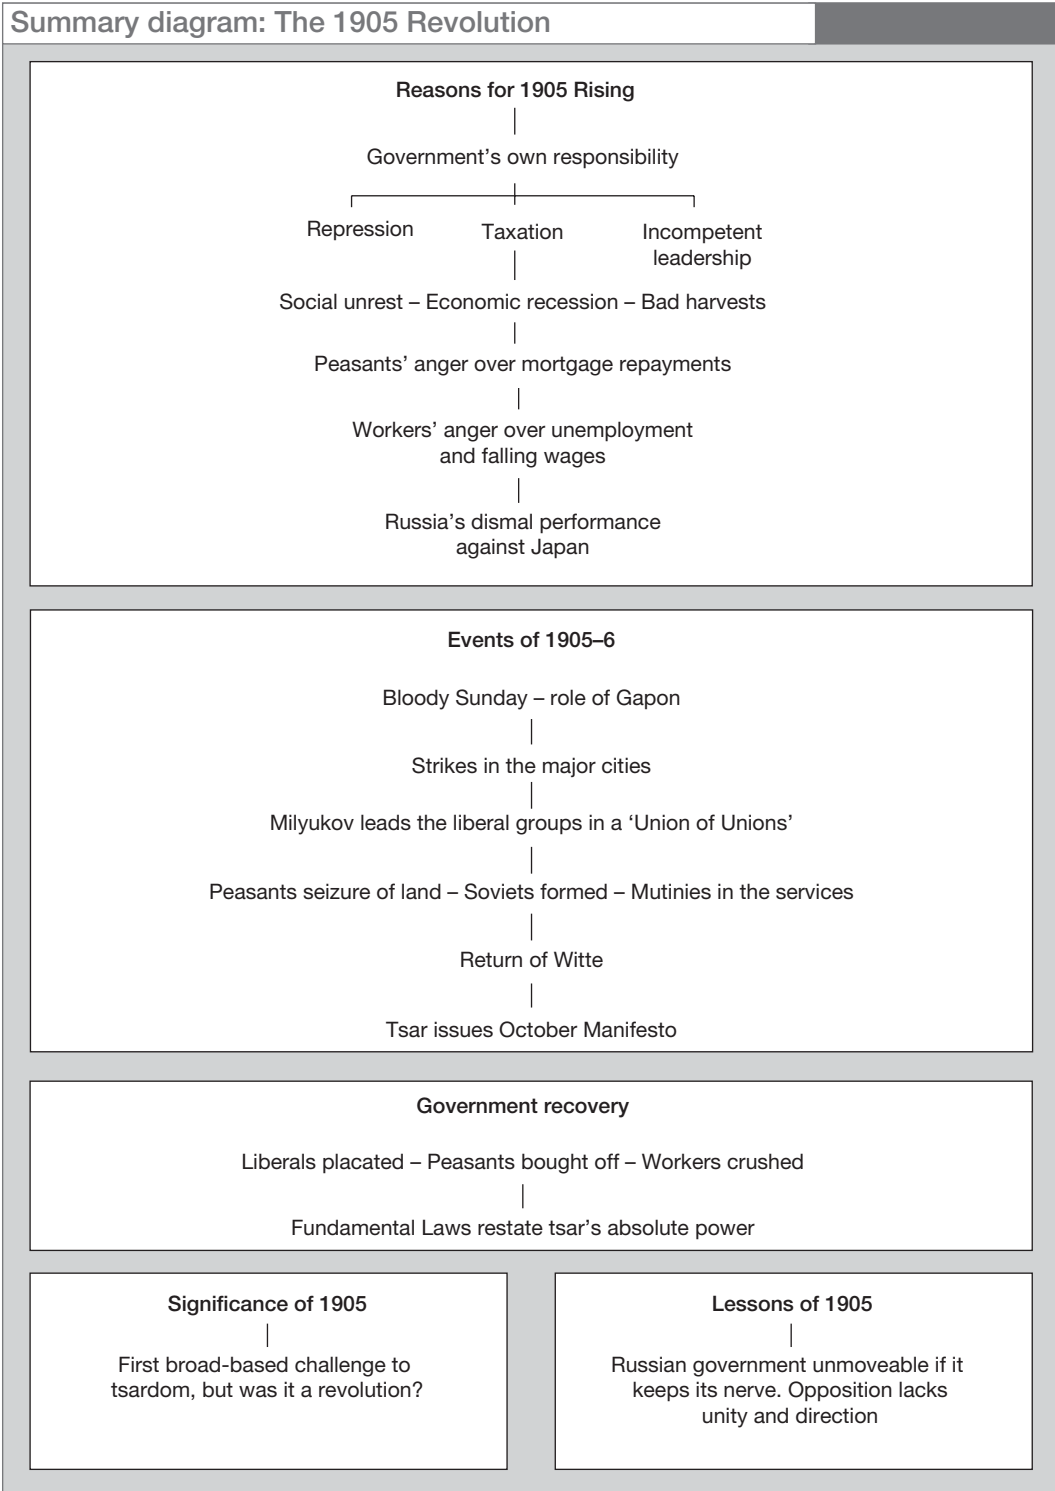 Summary diagram: The 1905 Revolution
Reasons for 1905 Rising
Government’s own responsibility
Repression
Taxation
Incompetent
leadership
Social unrest – Economic recession – Bad harvests
Peasants’ anger over mortgage repayments
Workers’ anger over unemployment
and falling wages
Russia’s dismal performance
against Japan
Events of 1905–6
Bloody Sunday – role of Gapon
Strikes in the major cities
Milyukov leads the liberal groups in a ‘Union of Unions’
Peasants seizure of land – Soviets formed – Mutinies in the services
Return of Witte
Tsar issues October Manifesto
Government recovery
Liberals placated – Peasants bought off – Workers crushed
Fundamental Laws restate tsar’s absolute power
Significance of 1905
First broad-based challenge to
tsardom, but was it a revolution?
Lessons of 1905
Russian government unmoveable if it
keeps its nerve. Opposition lacks
unity and direction